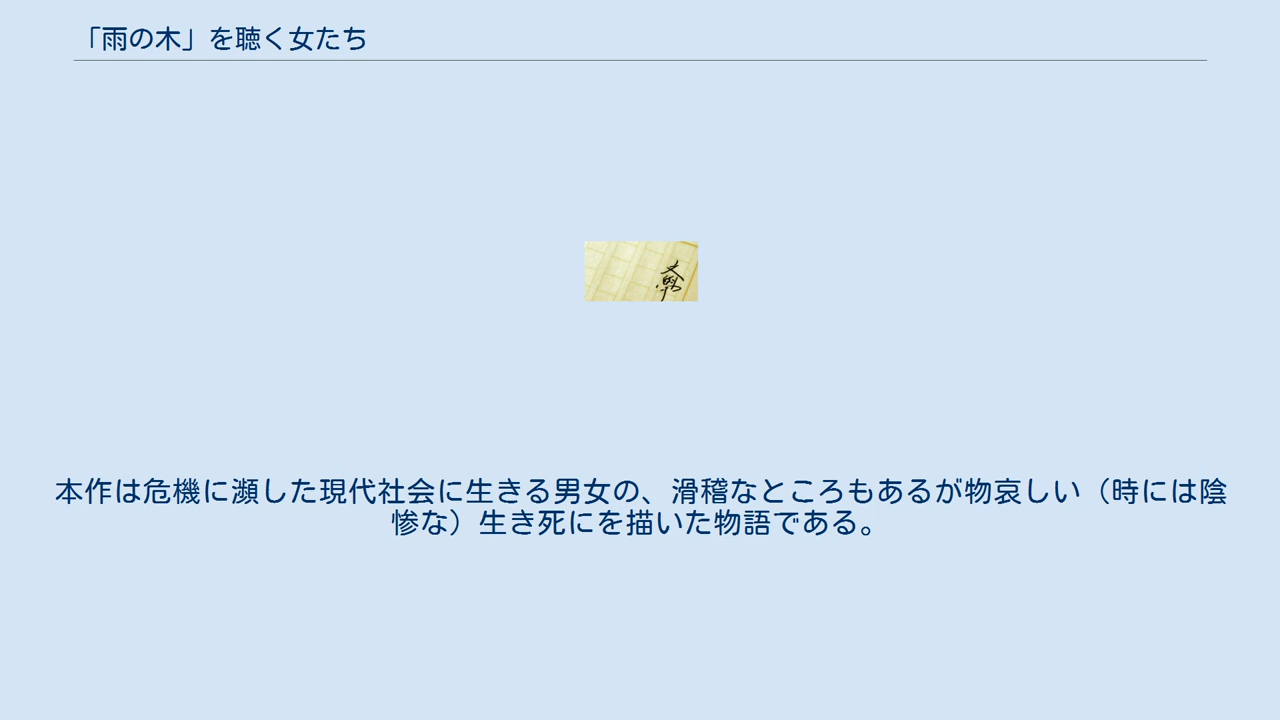 「雨の木」を聴く女たち
本作は危機に瀕した現代社会に生きる男女の、滑稽なところもあるが物哀しい（時には陰
惨な）生き死にを描いた物語である。